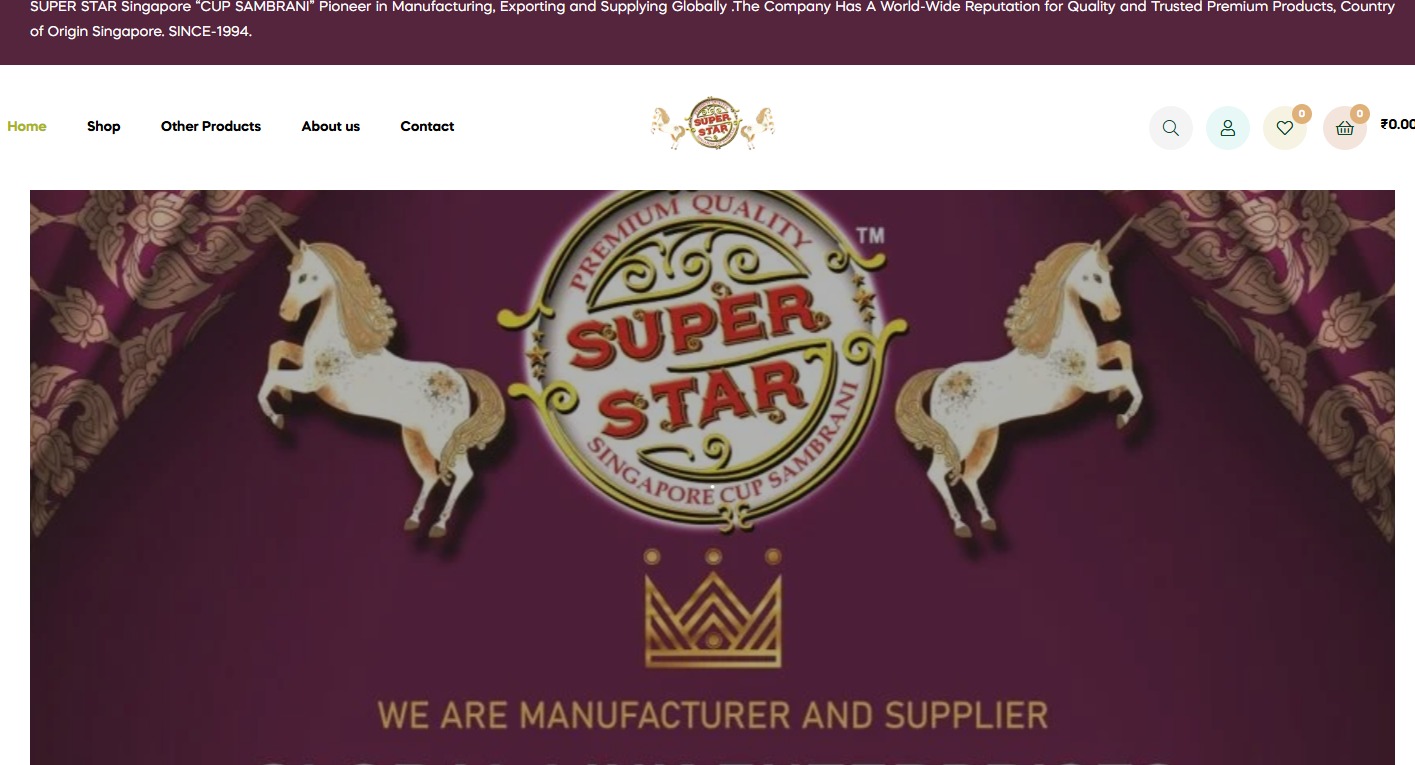 SUPER STAR Singapore “CUP SAMBRANI” Pioneer in Manufacturing, Exporting and Supplying Globally .The Company Has A World-Wide Reputation for Quality and Trusted Premium Products, Country
of Origin Singapore. SINCE-1994.
Home Shop Other Products About us Contact
SUPER
STAR
0 0 ₹0.00
PREMIUM QUALITY
TM
SUPER
STAR
SINGAPORE CUP SAMBRANI
WE ARE MANUFACTURER AND SUPPLIER